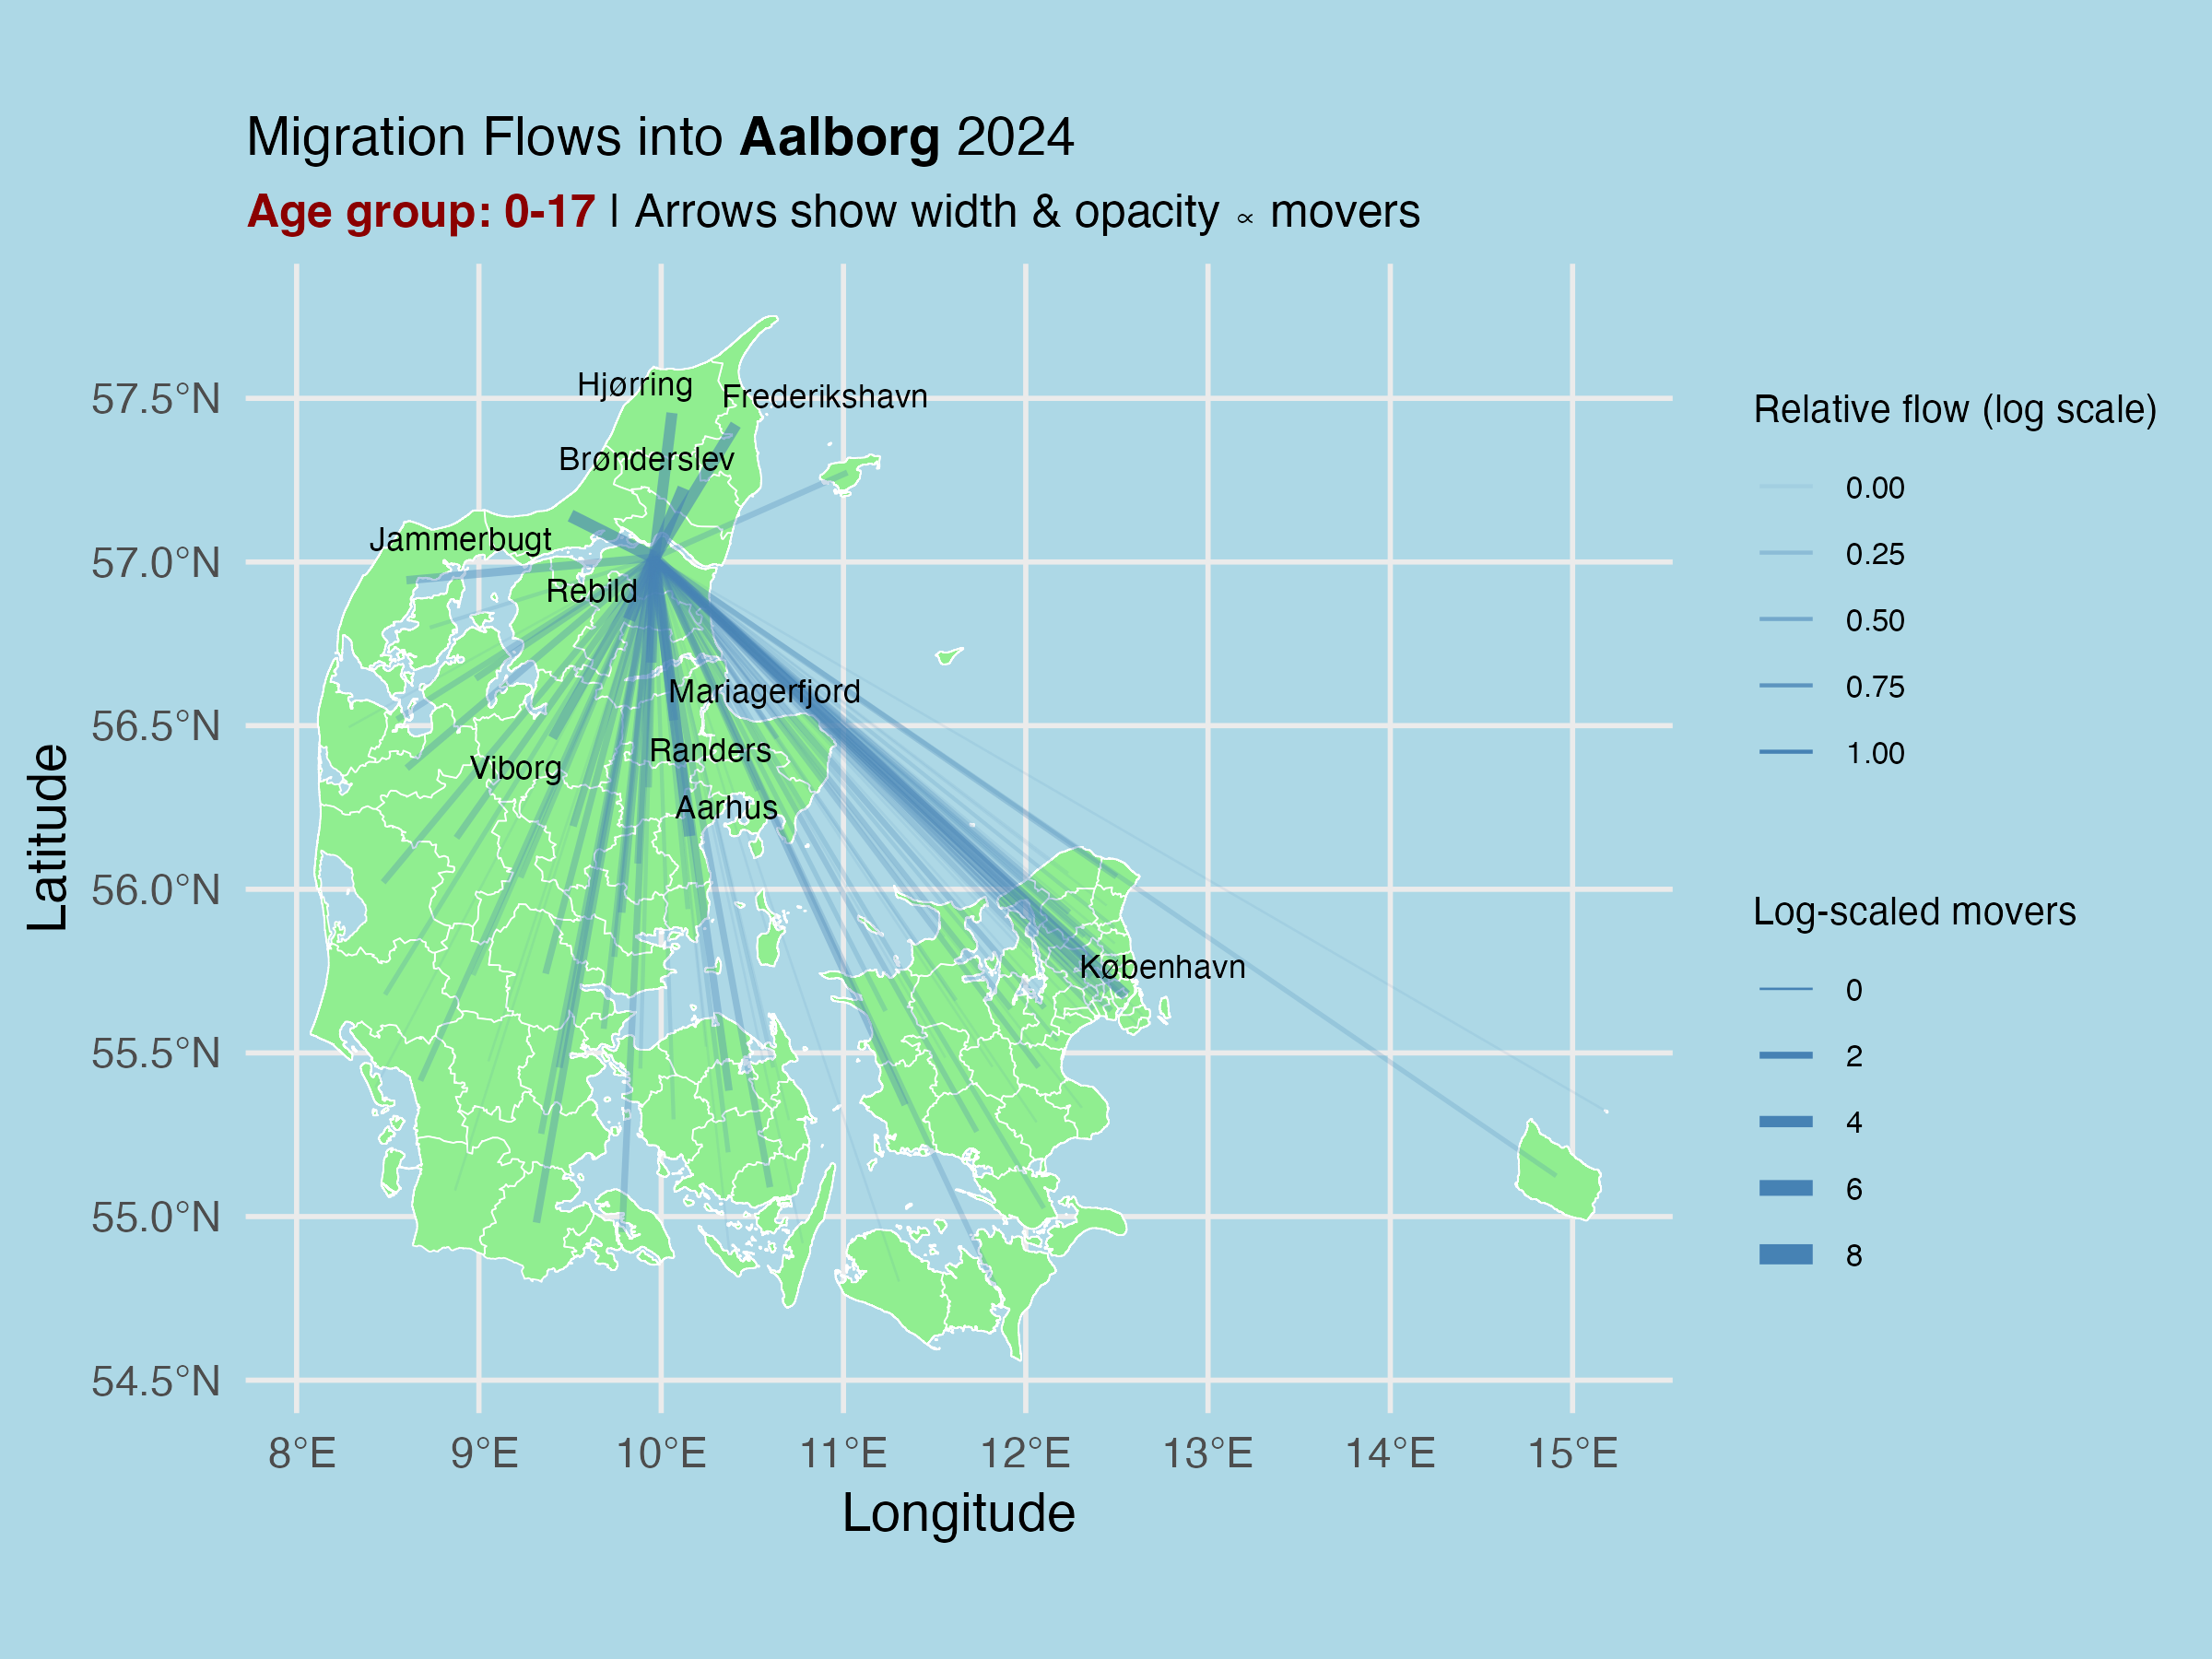 Migration Flows into Aalborg 2024
Age group: 0-17 | Arrows show width & opacity ∝ movers
Latitude
57.5°N
57.0°N
56.5°N
56.0°N
55.5°N
55.0°N
54.5°N
Hjørring
Frederikshavn
Brønderslev
Jammerbugt
Rebild
Mariagerfjord
Randers
Viborg
Aarhus
København
8°E 9°E 10°E 11°E 12°E 13°E 14°E 15°E
Longitude
Relative flow (log scale)
0.00
0.25
0.50
0.75
1.00
Log-scaled movers
0
2
4
6
8